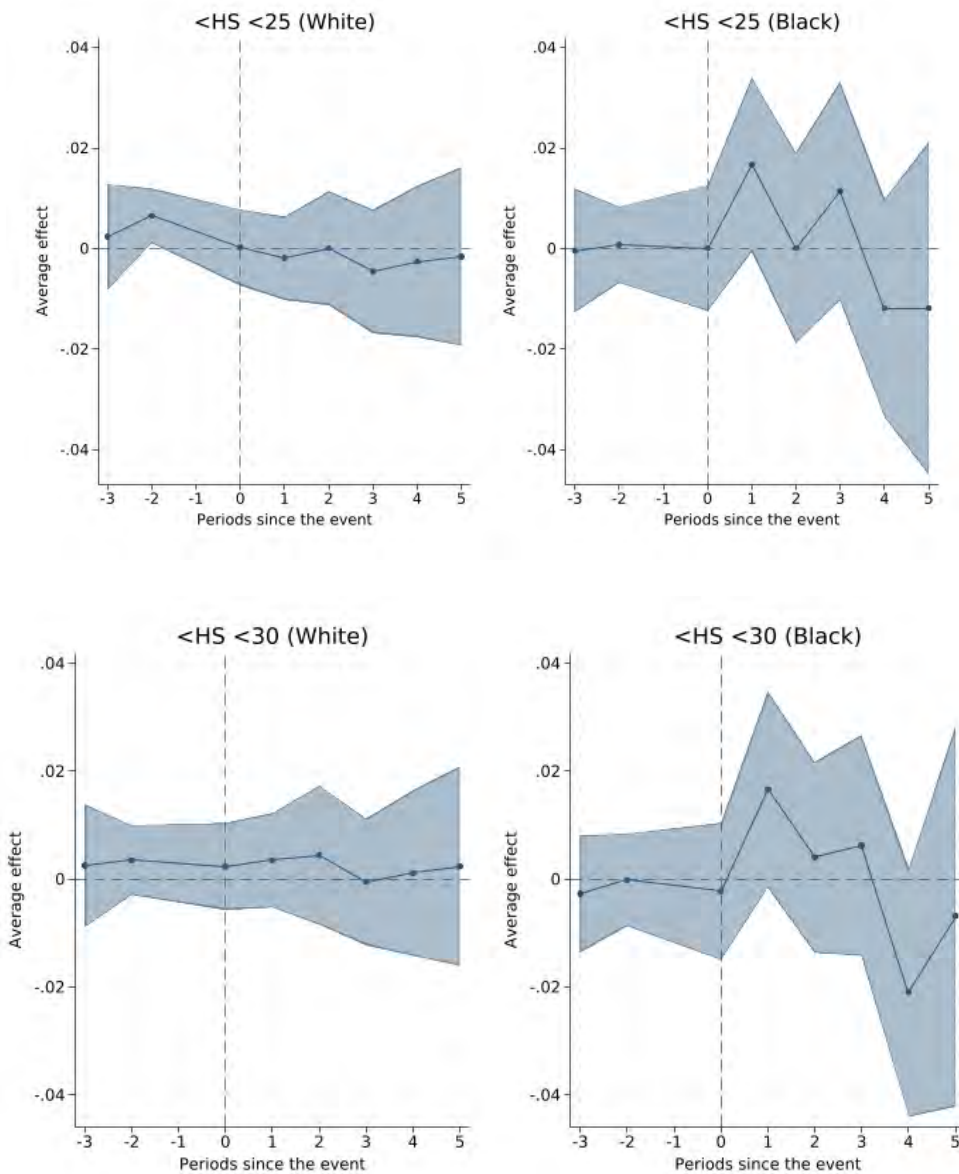 <HS <25 (White)
.04
.02
0
-.02
-.04
Average effect
-3 -2 -1 0 1 2 3 4 5
Periods since the event
<HS <25 (Black)
.04
.02
0
-.02
-.04
Average effect
-3 -2 -1 0 1 2 3 4 5
Periods since the event
<HS <30 (White)
.04
.02
0
-.02
-.04
Average effect
-3 -2 -1 0 1 2 3 4 5
Periods since the event
<HS <30 (Black)
.04
.02
0
-.02
-.04
Average effect
-3 -2 -1 0 1 2 3 4 5
Periods since the event